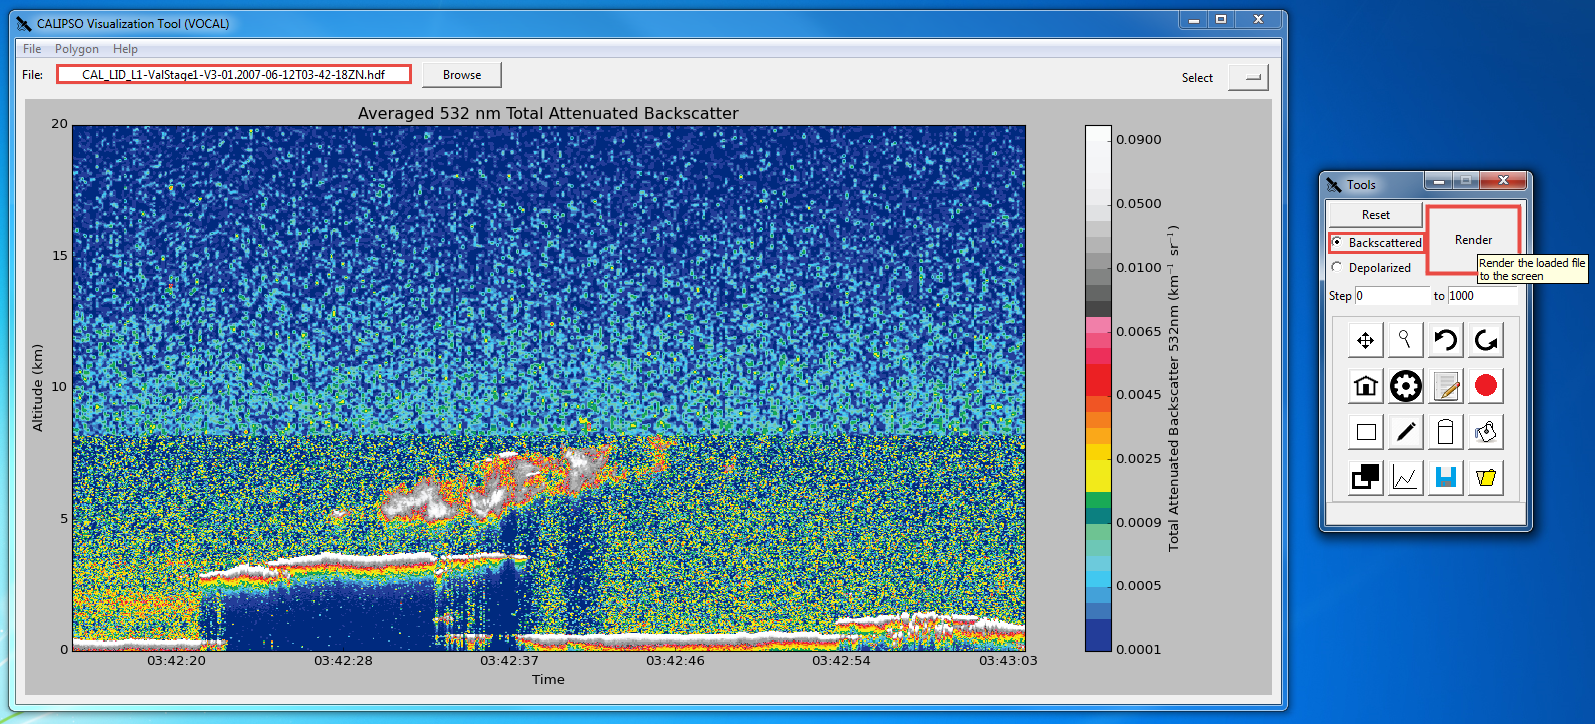 CALIPSO Visualization Tool (VOCAL)
File Polygon Help
File: CAL_LID_L1-ValStage1-V3-01.2007-06-12T03-42-18ZN.hdf Browse
Select
Averaged 532 nm Total Attenuated Backscatter
20
15
10
5
0
Altitude (km)
03:42:20 03:42:28 03:42:37 03:42:46 03:42:54 03:43:03
Time
0.0900
0.0500
0.0100
0.0065
0.0045
0.0025
0.0009
0.0005
0.0001
Total Attenuated Backscatter 532nm (km⁻¹ sr⁻¹)
Tools
Reset
Backscattered
Render
Depolarized
Render the loaded file
to the screen
Step 0 to 1000